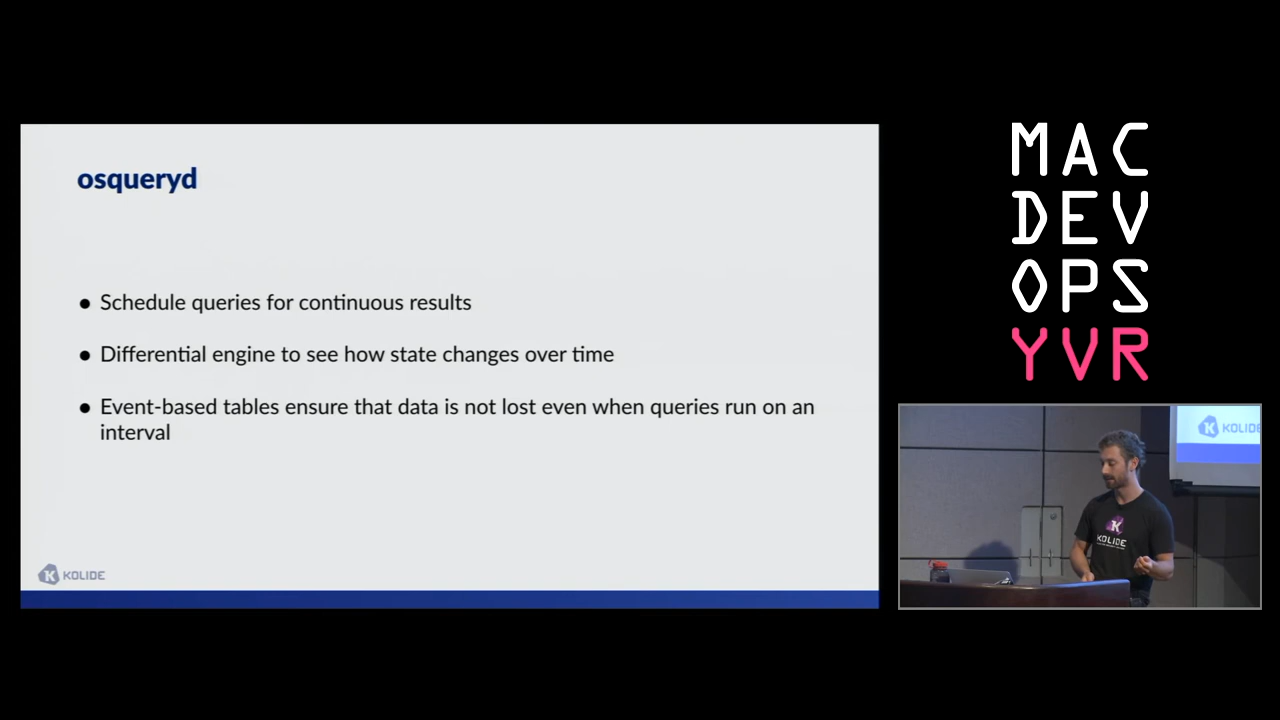 osqueryd
● Schedule queries for continuous results
● Differential engine to see how state changes over time
● Event-based tables ensure that data is not lost even when queries run on an
interval
KOLIDE
MAC
DEV
OPS
YVR
KOLIDE
KOLIDE